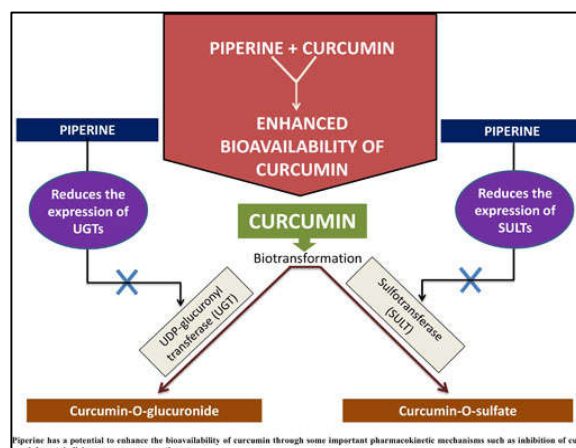 PIPERINE + CURCUMIN
ENHANCED
BIOAVAILABILITY OF
CURCUMIN
PIPERINE
PIPERINE
Reduces the
expression of
UGTs
Reduces the
expression of
SULTs
CURCUMIN
Biotransformation
UDP-glucuronyl
transferase (UGT)
Sulfotransferase
(SULT)
Curcumin-O-glucuronide
Curcumin-O-sulfate
Piperine has a potential to enhance the bioavailability of curcumin through some important pharmacokinetic mechanisms such as inhibition of